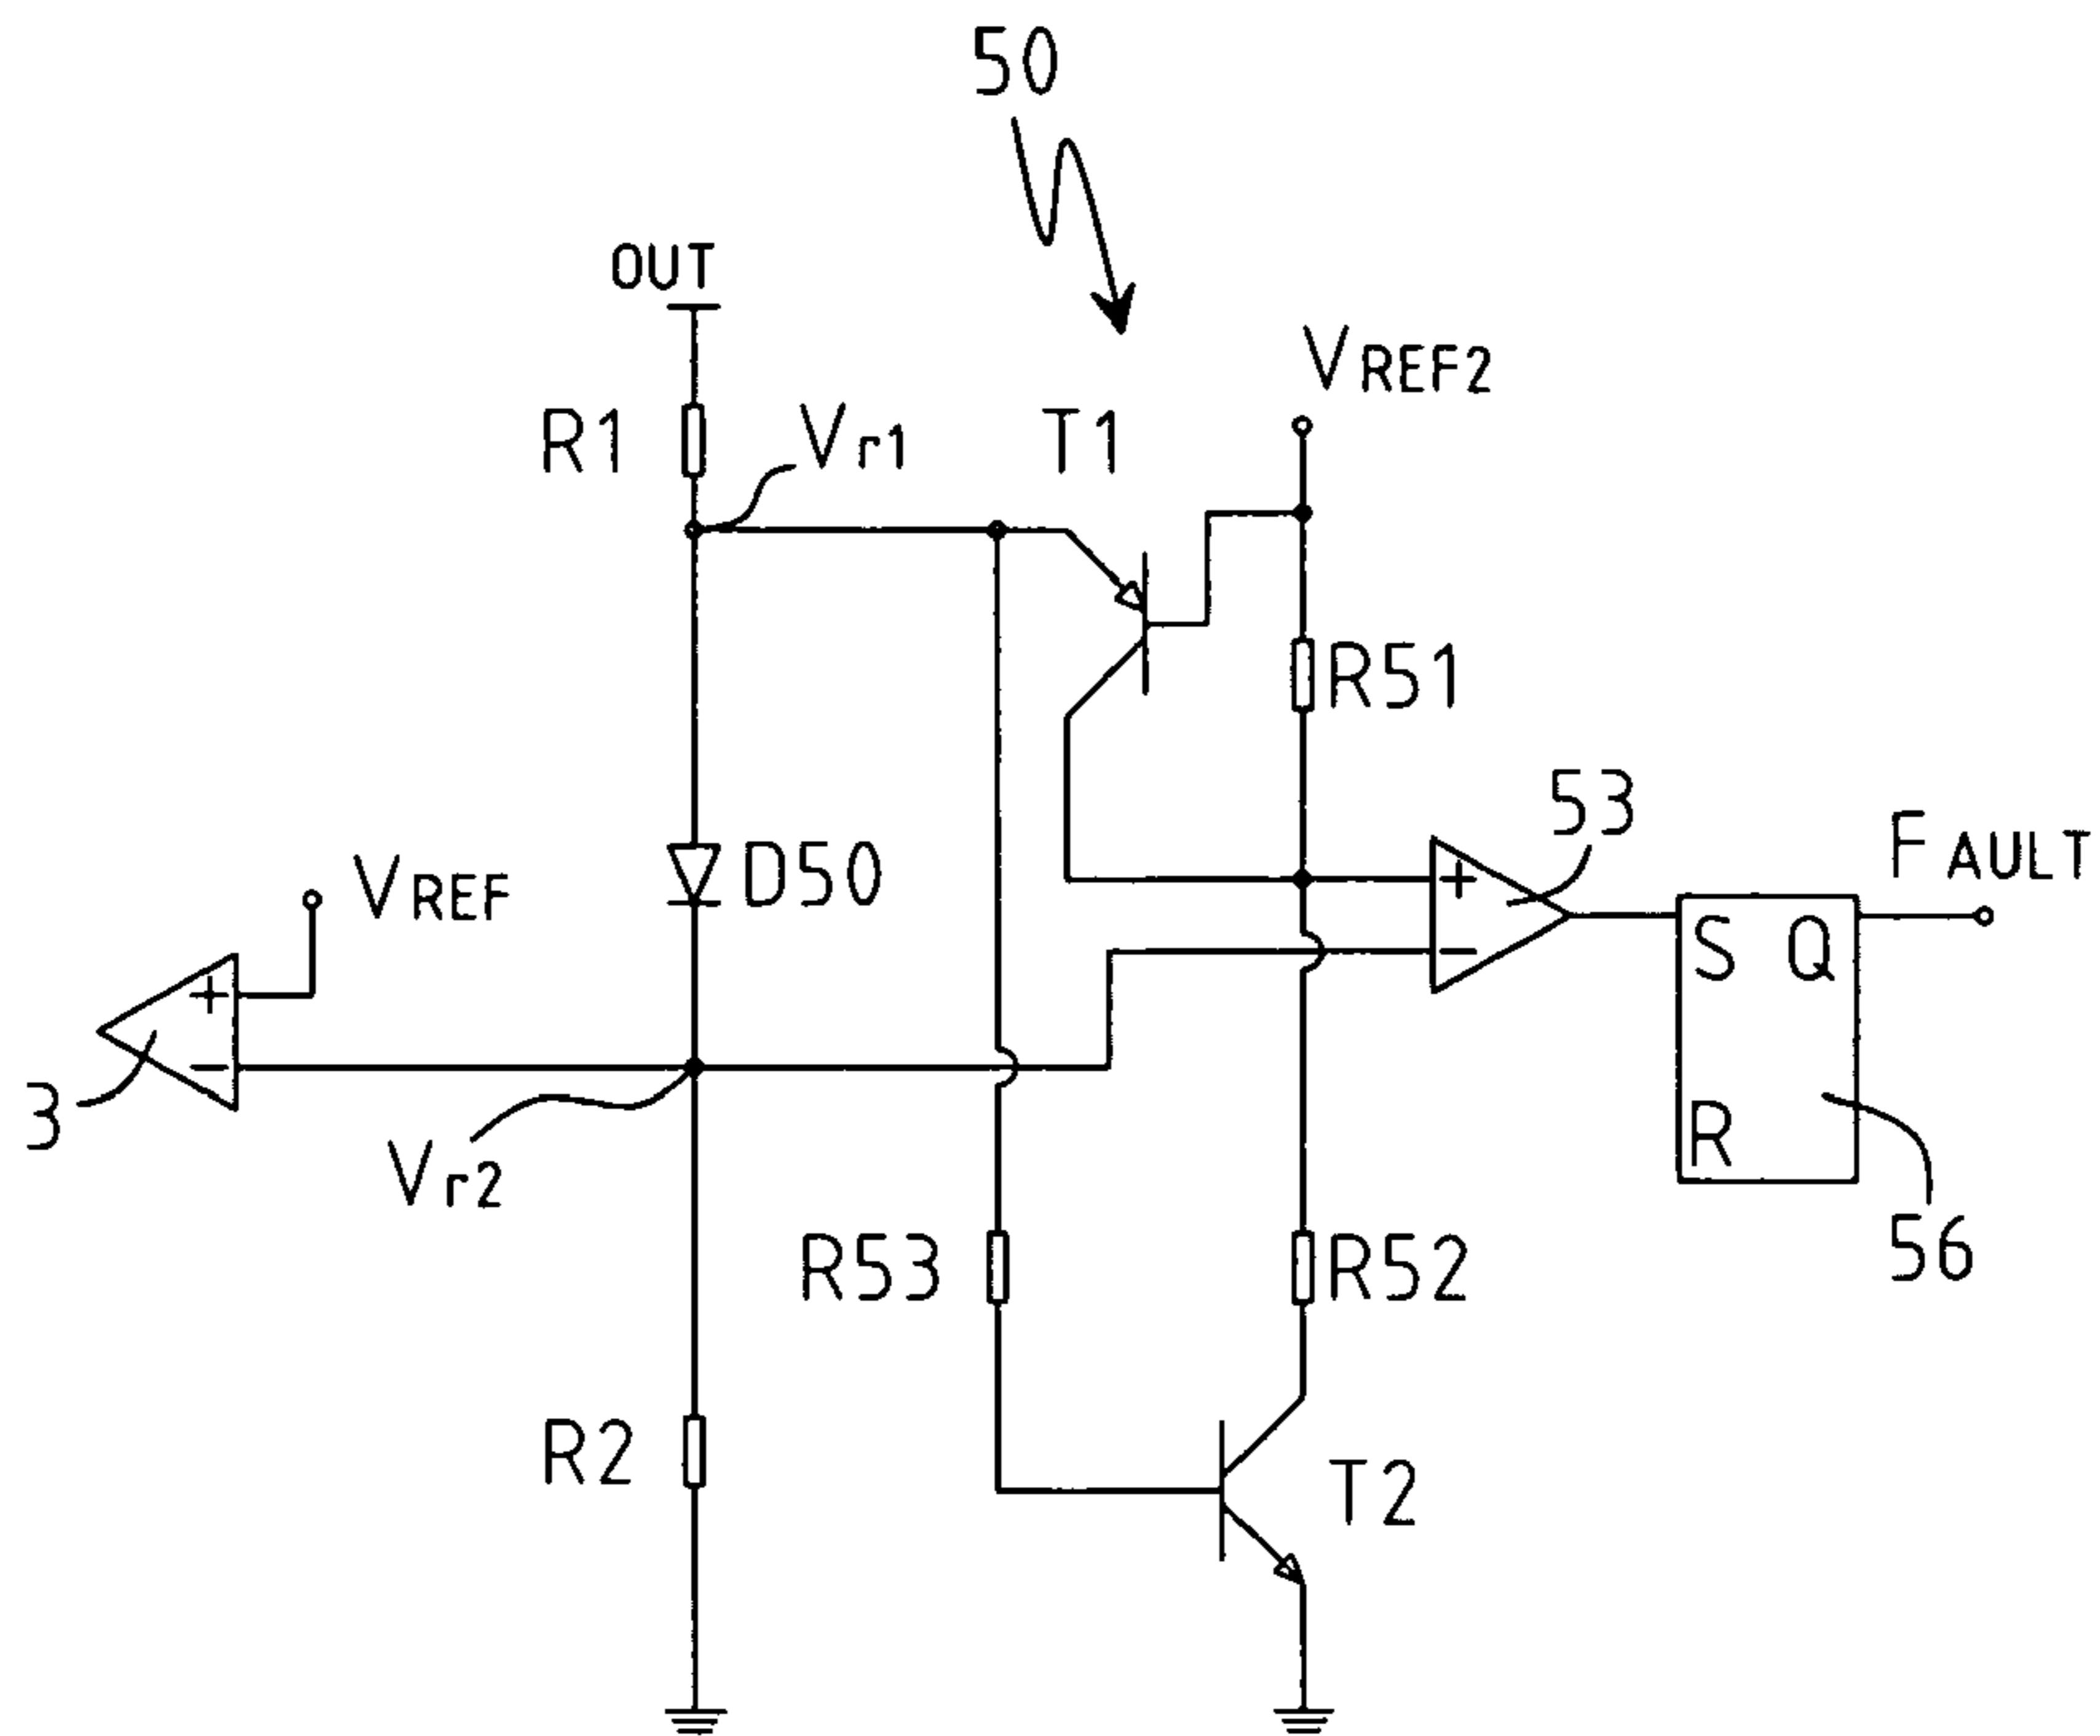 50
OUT
VREF2
R1
Vr1
T1
R51
53
FAULT
VREF
D50
+
-
+
-
S Q
3
R
Vr2
56
R53
R52
R2
T2